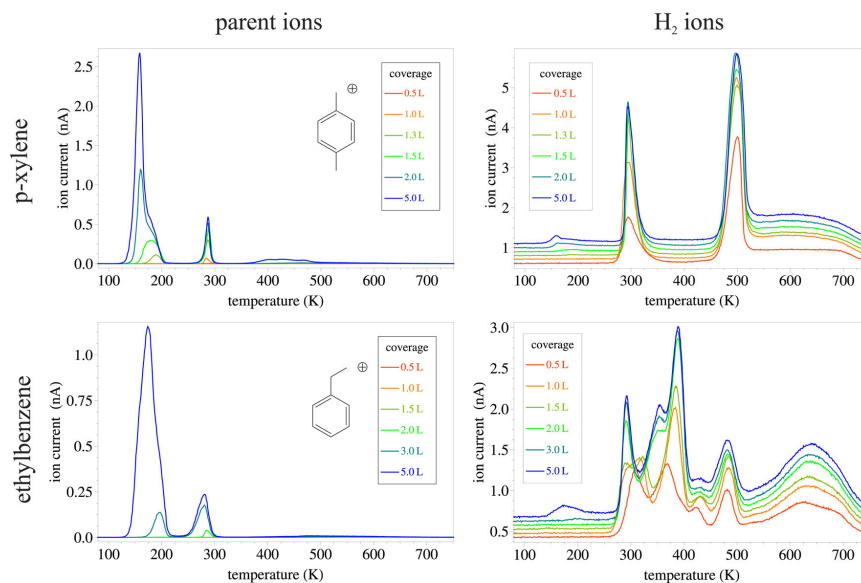 parent ions
H₂ ions
p-xylene
ion current (nA)
2.5
2.0
1.5
1.0
0.5
0.0
100 200 300 400 500 600 700
temperature (K)
⊕
coverage
0.5 L
1.0 L
1.3 L
1.5 L
2.0 L
5.0 L
ion current (nA)
5
4
3
2
1
100 200 300 400 500 600 700
temperature (K)
coverage
0.5 L
1.0 L
1.3 L
1.5 L
2.0 L
5.0 L
ethylbenzene
ion current (nA)
1.0
0.75
0.5
0.25
0.0
100 200 300 400 500 600 700
temperature (K)
⊕
coverage
0.5 L
1.0 L
1.5 L
2.0 L
3.0 L
5.0 L
ion current (nA)
3.0
2.5
2.0
1.5
1.0
0.5
100 200 300 400 500 600 700
temperature (K)
coverage
0.5 L
1.0 L
1.5 L
2.0 L
3.0 L
5.0 L